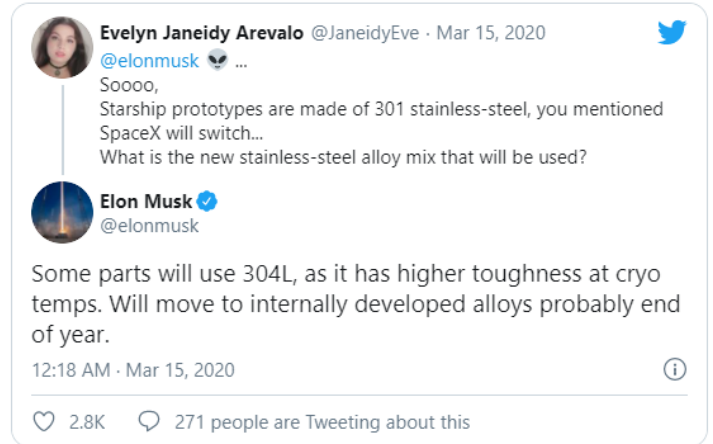 Evelyn Janeidy Arevalo @JaneidyEve · Mar 15, 2020
@elonmusk 👽 ...
Soooo,
Starship prototypes are made of 301 stainless-steel, you mentioned
SpaceX will switch...
What is the new stainless-steel alloy mix that will be used?
Elon Musk
@elonmusk
Some parts will use 304L, as it has higher toughness at cryo
temps. Will move to internally developed alloys probably end
of year.
12:18 AM · Mar 15, 2020
2.8K 271 people are Tweeting about this